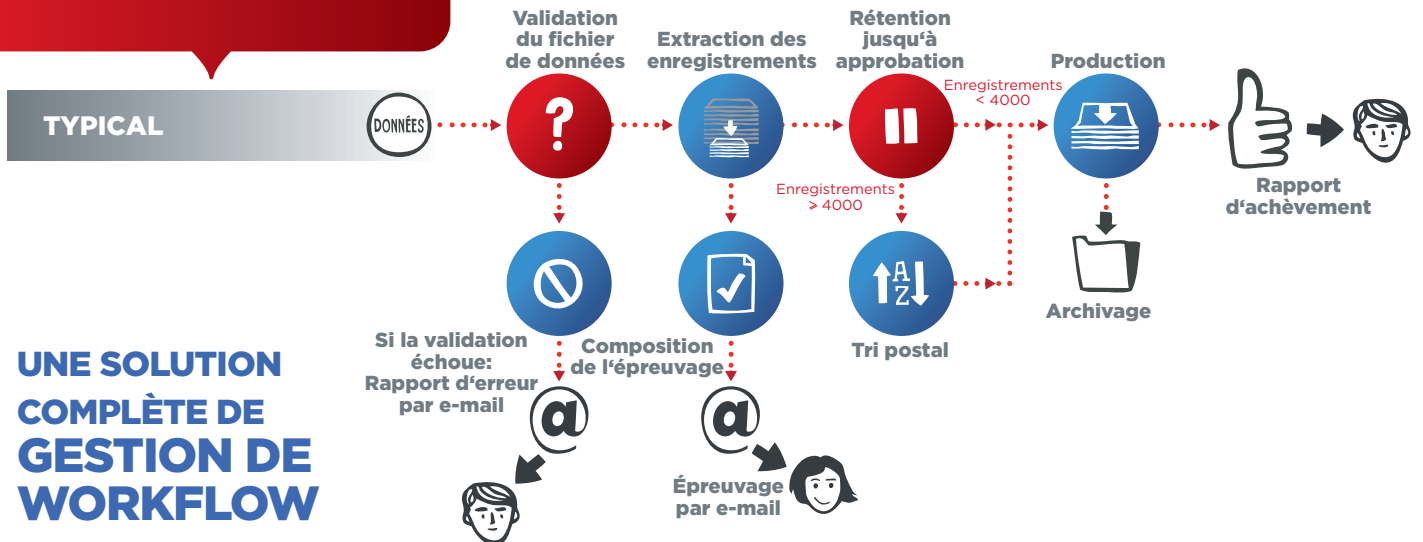 Validation
du fichier
de données
Extraction des
enregistrements
Rétention
jusqu‘à
approbation
Production
Enregistrements
< 4000
TYPICAL
DONNÉES
?
Rapport
d‘achèvement
Enregistrements
> 4000
A
Z
Archivage
Si la validation
échoue:
Rapport d‘erreur
par e-mail
Composition
de l‘épreuvage
Tri postal
@
@
Épreuvage
par e-mail
UNE SOLUTION
COMPLÈTE DE
GESTION DE
WORKFLOW